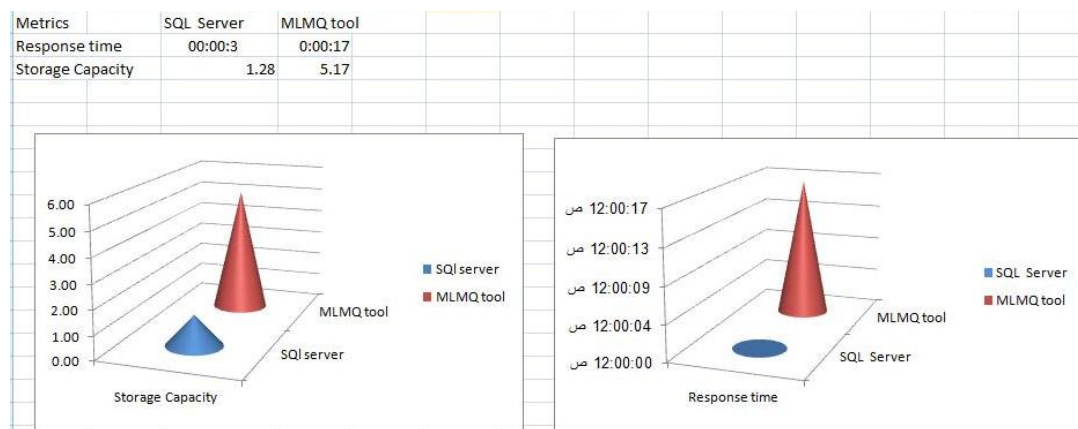 Metrics SQL Server MLMQ tool
Response time 00:00:3 0:00:17
Storage Capacity 1.28 5.17
6.00
5.00
4.00
3.00
2.00
1.00
0.00
MLMQ tool
SQl server
Storage Capacity
SQl server
MLMQ tool
12:00:17 ص
12:00:13 ص
12:00:09 ص
12:00:04 ص
12:00:00 ص
MLMQ tool
SQL Server
Response time
SQL Server
MLMQ tool